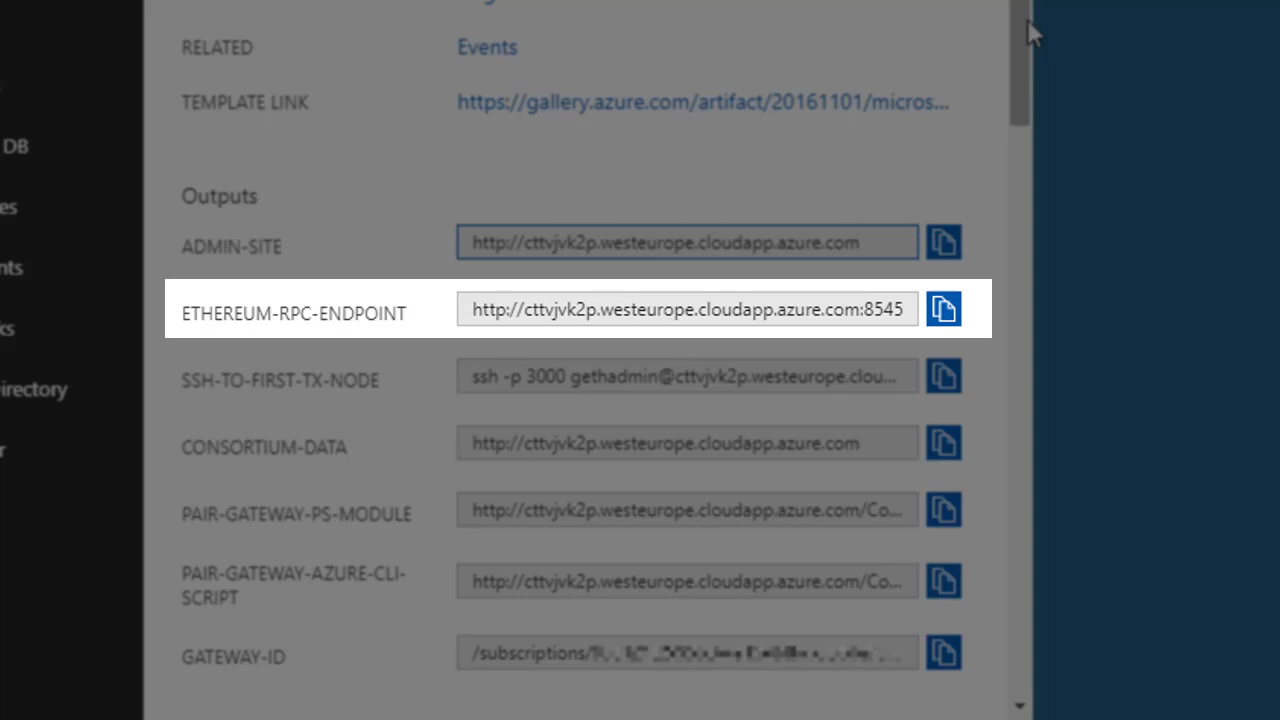 RELATED
Events
TEMPLATE LINK
https://gallery.azure.com/artifact/20161101/micros...
DB
es
Outputs
ADMIN-SITE
http://cttvjvk2p.westeurope.cloudapp.azure.com
nts
ETHEREUM-RPC-ENDPOINT
http://cttvjvk2p.westeurope.cloudapp.azure.com:8545
ks
SSH-TO-FIRST-TX-NODE
ssh -p 3000 gethadmin@cttvjvk2p.westeurope.clou...
irectory
CONSORTIUM-DATA
http://cttvjvk2p.westeurope.cloudapp.azure.com
r
PAIR-GATEWAY-PS-MODULE
http://cttvjvk2p.westeurope.cloudapp.azure.com/Co...
PAIR-GATEWAY-AZURE-CLI-
SCRIPT
http://cttvjvk2p.westeurope.cloudapp.azure.com/Co...
GATEWAY-ID
/subscriptions/